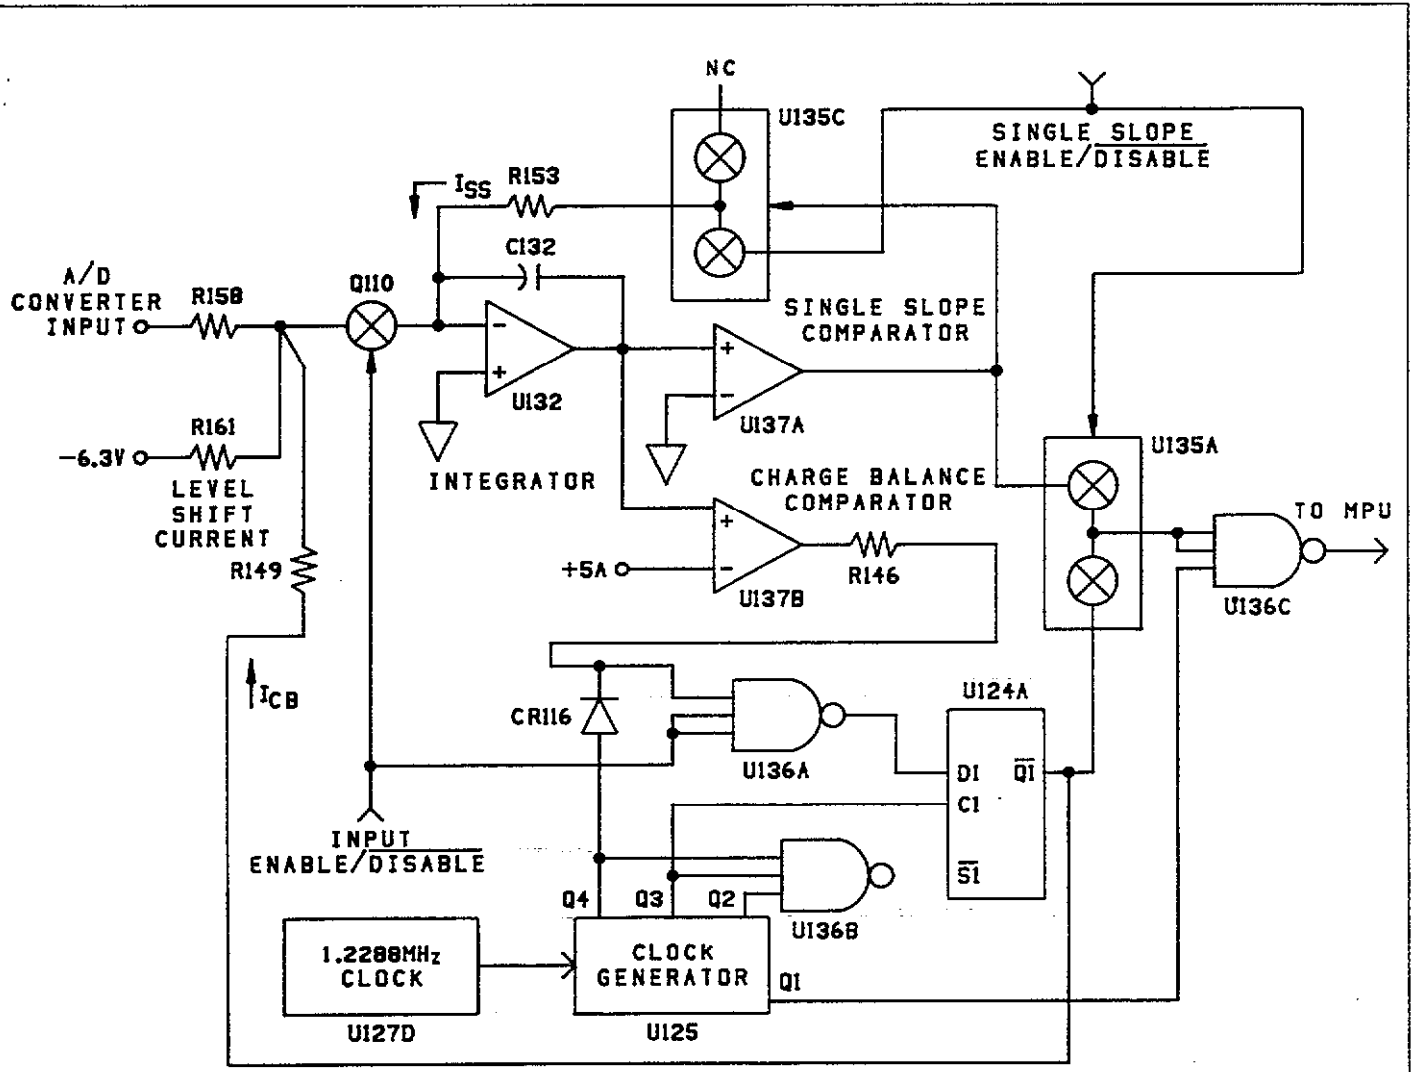 NC
U135C
SINGLE SLOPE
ENABLE/DISABLE
ISS
R153
C132
A/D
CONVERTER
INPUT
R158
Q110
SINGLE SLOPE
COMPARATOR
-
+
U132
+
-
U137A
R161
-6.3V
LEVEL
SHIFT
CURRENT
INTEGRATOR
CHARGE BALANCE
COMPARATOR
U135A
TO MPU
R149
+5A
+
-
U137B
R146
U136C
ICB
CR116
U136A
U124A
D1
Q1
C1
S1
INPUT
ENABLE/DISABLE
Q4
Q3
Q2
U136B
1.2288MHz
CLOCK
CLOCK
GENERATOR
Q1
U127D
U125